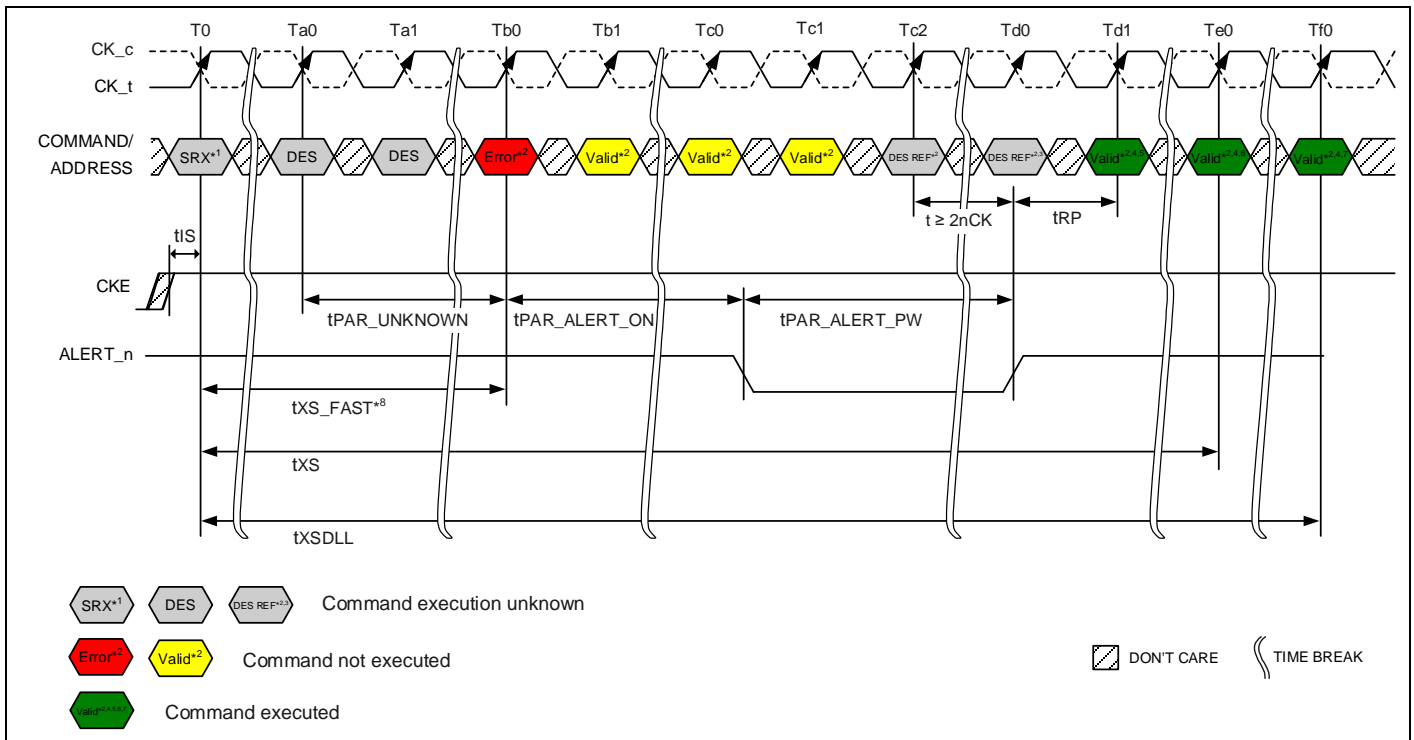 T0 Ta0 Ta1 Tb0 Tb1 Tc0 Tc1 Tc2 Td0 Td1 Te0 Tf0
CK_c
CK_t
COMMAND/
ADDRESS
SRX*1 DES DES Error*2 Valid*2 Valid*2 Valid*2 DES REF*2 DES REF*2,3 Valid*2,4,5 Valid*2,4,6 Valid*2,4,7
t ≥ 2nCK tRP
tIS
CKE
tPAR_UNKNOWN tPAR_ALERT_ON tPAR_ALERT_PW
ALERT_n
tXS_FAST*8
tXS
tXSDLL
SRX*1 DES DES REF*2,3 Command execution unknown
Error*2 Valid*2 Command not executed
DON'T CARE TIME BREAK
Valid*2,4,5,6,7 Command executed